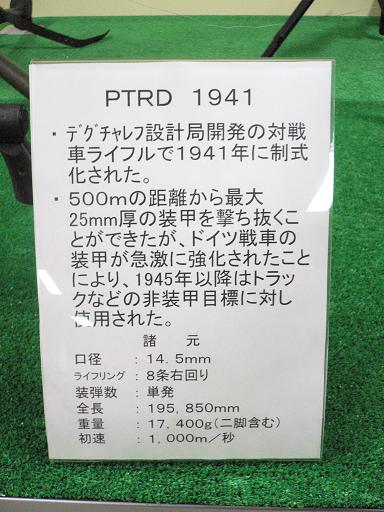 PTRD 1941
・ﾃﾞｸﾞﾁｬﾚﾌ設計局開発の対戦
車ライフルで1941年に制式
化された。
・500mの距離から最大
25mm厚の装甲を撃ち抜くこ
とができたが、ドイツ戦車の
装甲が急激に強化されたこと
により、1945年以降はトラッ
クなどの非装甲目標に対し
使用された。
諸 元
口径 : 14.5mm
ﾗｲﾌﾘﾝｸﾞ : 8条右回り
装弾数 : 単発
全長 : 195,850mm
重量 : 17,400g(二脚含む)
初速 : 1,000m/秒